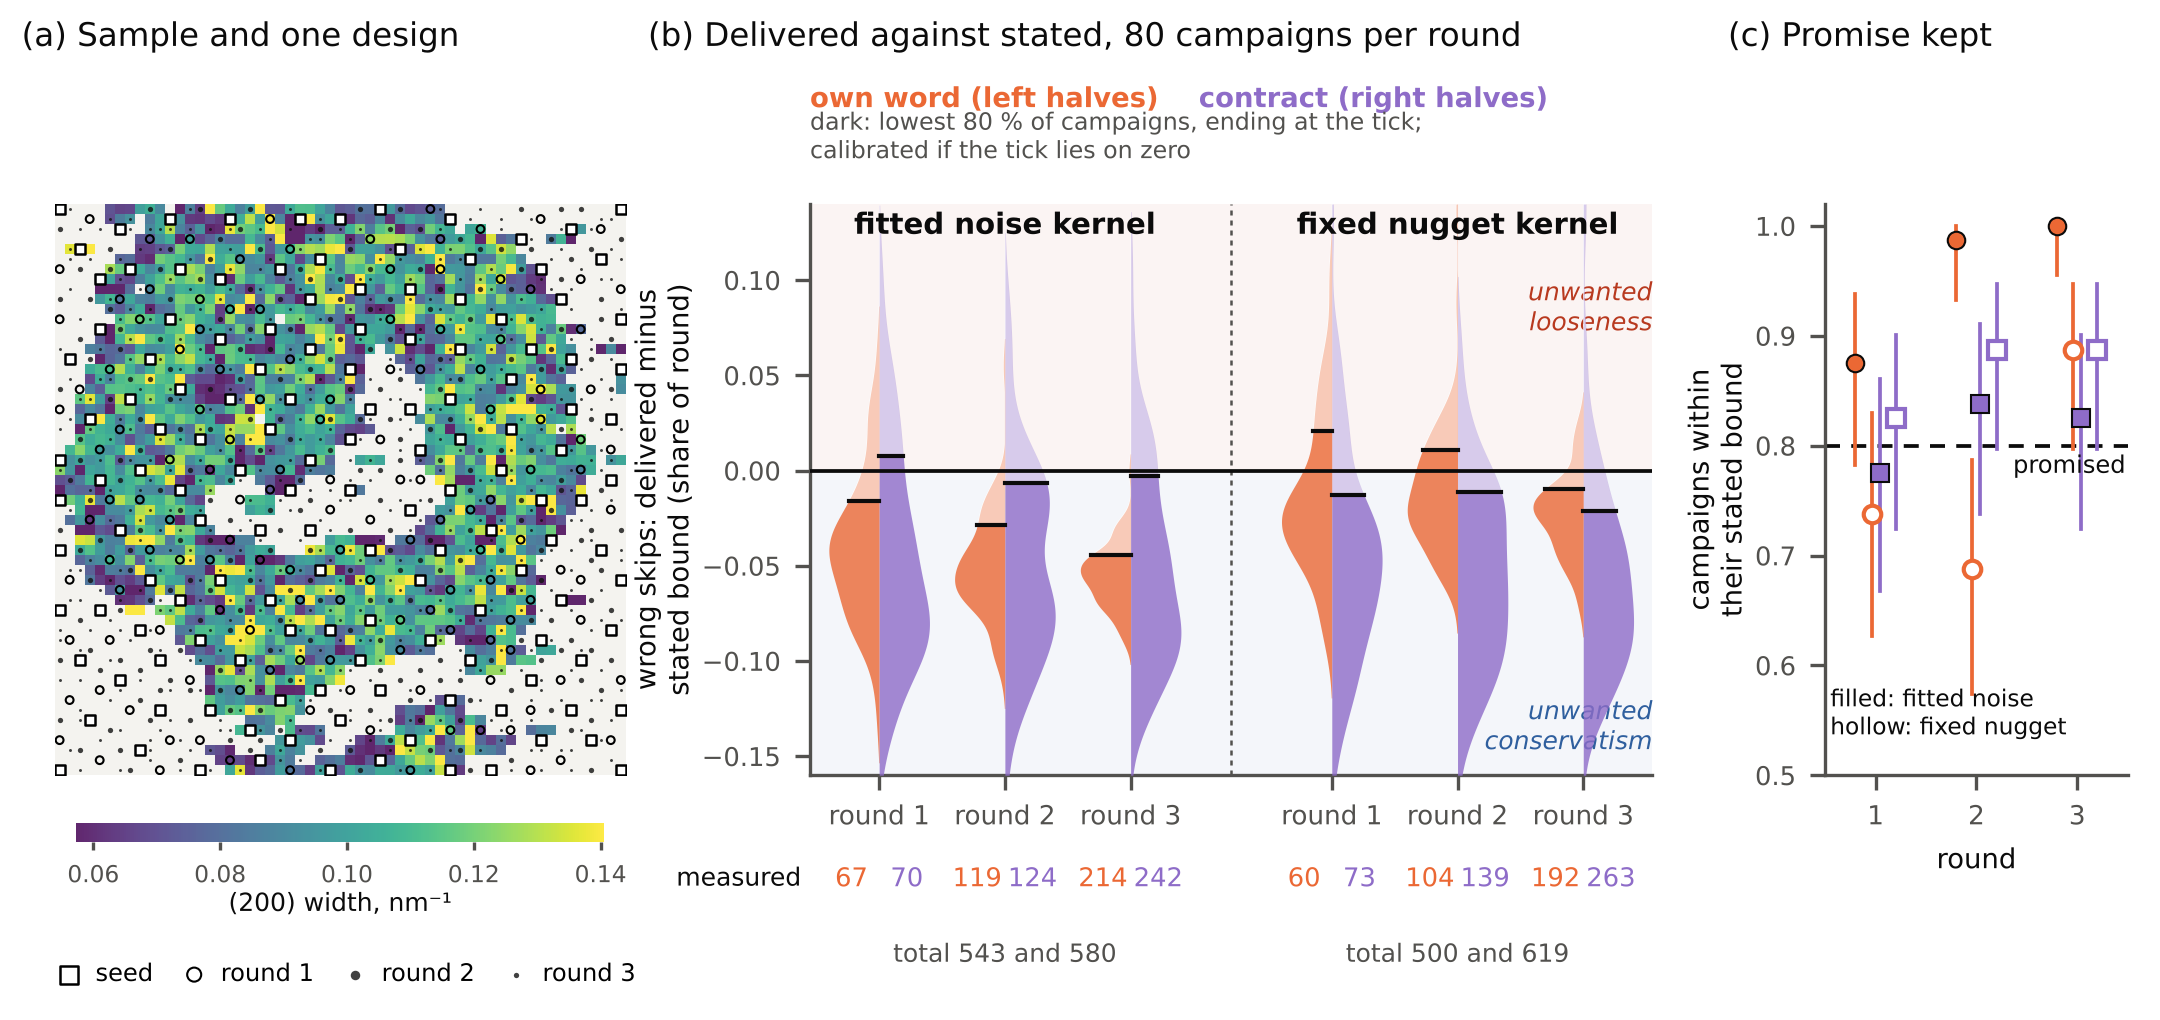 (a) Sample and one design
(b) Delivered against stated, 80 campaigns per round
(c) Promise kept
own word (left halves) contract (right halves)
dark: lowest 80 % of campaigns, ending at the tick;
calibrated if the tick lies on zero
fitted noise kernel
fixed nugget kernel
unwanted
looseness
unwanted
conservatism
wrong skips: delivered minus
stated bound (share of round)
0.10
0.05
0.00
−0.05
−0.10
−0.15
round 1 round 2 round 3 round 1 round 2 round 3
measured 67 70 119 124 214 242 60 73 104 139 192 263
total 543 and 580
total 500 and 619
0.06 0.08 0.10 0.12 0.14
(200) width, nm⁻¹
seed round 1 round 2 round 3
campaigns within
their stated bound
1.0
0.9
0.8
0.7
0.6
0.5
promised
filled: fitted noise
hollow: fixed nugget
1 2 3
round